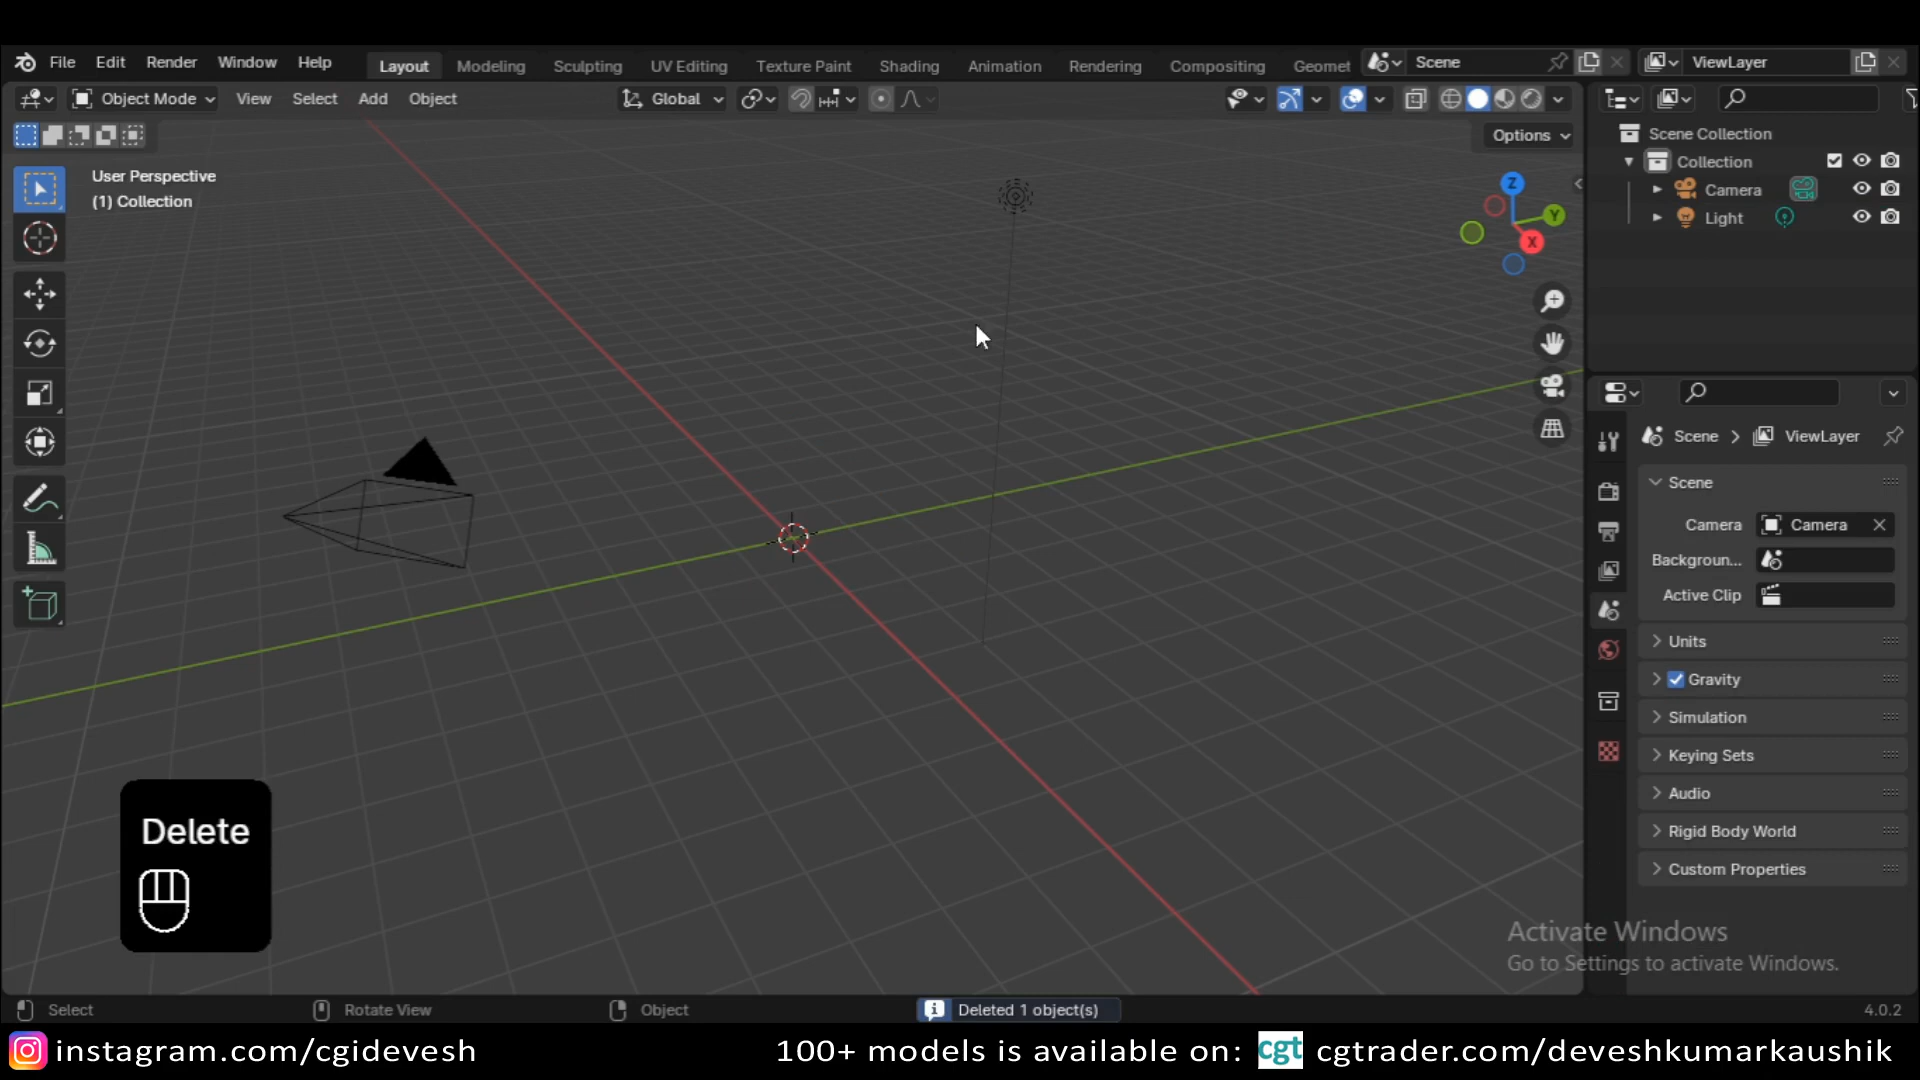 File Edit Render Window Help Layout Modeling Sculpting UV Editing Texture Paint Shading Animation Rendering Compositing Geomet Scene ViewLayer
Object Mode View Select Add Object Global
Options
User Perspective
(1) Collection
Z
Y
X
Scene Collection
Collection
Camera
Light
Scene ViewLayer
Scene
Camera Camera
Backgroun...
Active Clip
Units
Gravity
Simulation
Keying Sets
Audio
Rigid Body World
Custom Properties
Delete
Activate Windows
Go to Settings to activate Windows.
Select Rotate View Object Deleted 1 object(s) 4.0.2
instagram.com/cgidevesh 100+ models is available on: cgt cgtrader.com/deveshkumarkaushik